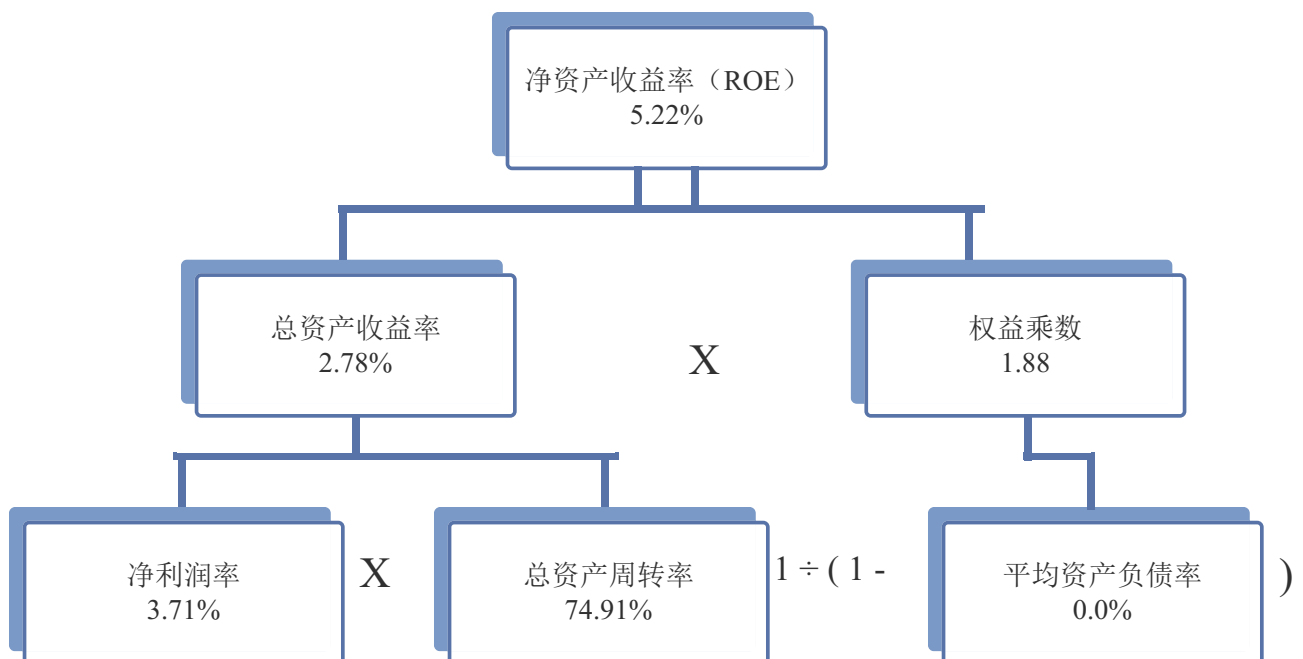 净资产收益率（ROE）
5.22%
总资产收益率
2.78%
X
权益乘数
1.88
净利润率
3.71%
X
总资产周转率
74.91%
1 ÷ ( 1 -
平均资产负债率
0.0%
)